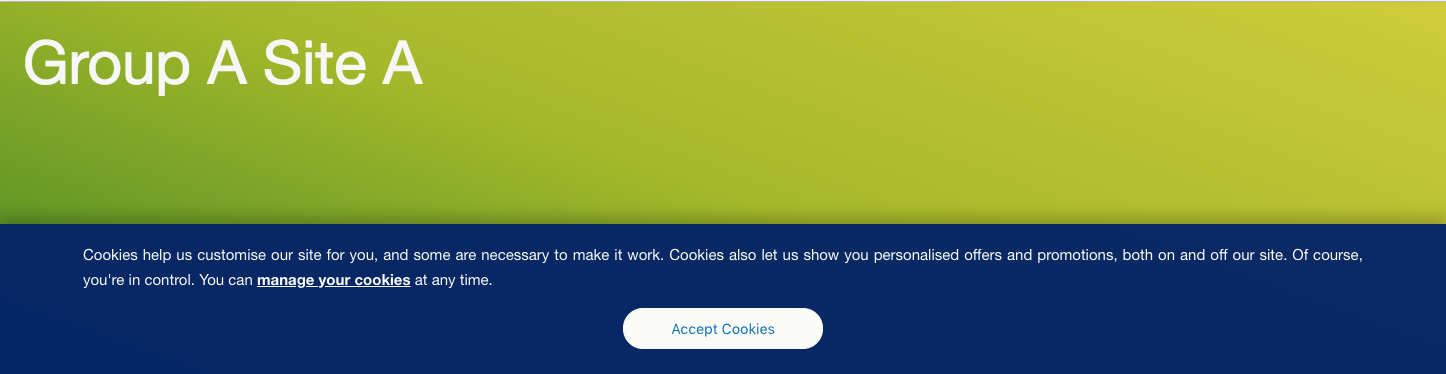 Group A Site A
Cookies help us customise our site for you, and some are necessary to make it work. Cookies also let us show you personalised offers and promotions, both on and off our site. Of course,
you're in control. You can manage your cookies at any time.
Accept Cookies